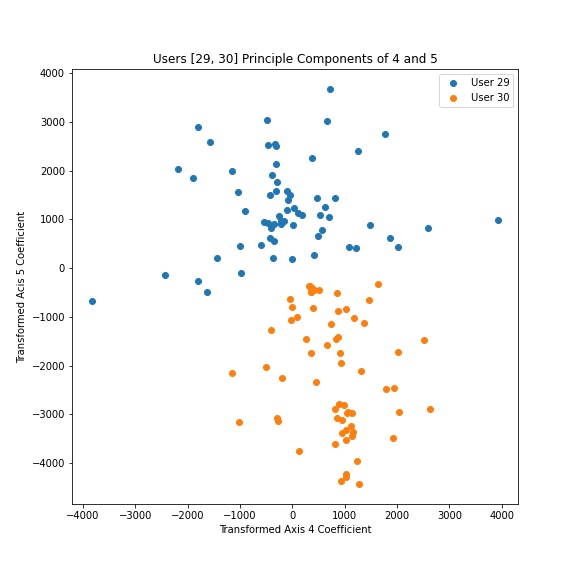 Users [29, 30] Principle Components of 4 and 5
User 29
User 30
Transformed Acis 5 Coefficient
4000
3000
2000
1000
0
−1000
−2000
−3000
−4000
−4000 −3000 −2000 −1000 0 1000 2000 3000 4000
Transformed Axis 4 Coefficient